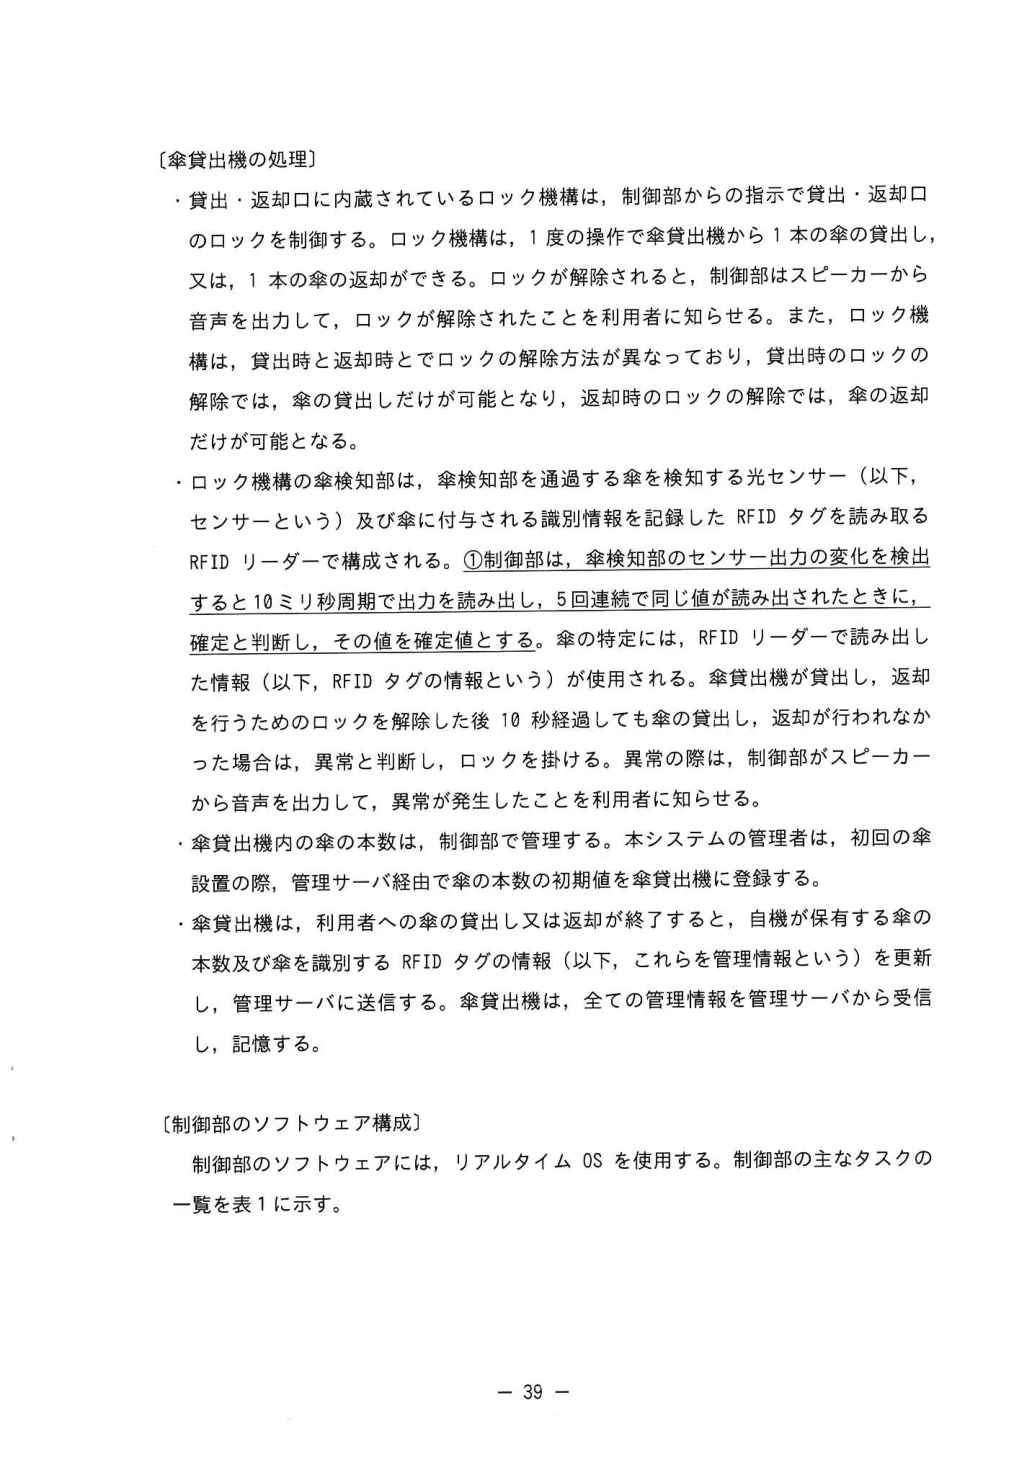 〔傘貸出機の処理〕
・貸出・返却口に内蔵されているロック機構は，制御部からの指示で貸出・返却口
のロックを制御する。ロック機構は，1 度の操作で傘貸出機から 1 本の傘の貸出し，
又は，1 本の傘の返却ができる。ロックが解除されると，制御部はスピーカーから
音声を出力して，ロックが解除されたことを利用者に知らせる。また，ロック機
構は，貸出時と返却時とでロックの解除方法が異なっており，貸出時のロックの
解除では，傘の貸出しだけが可能となり，返却時のロックの解除では，傘の返却
だけが可能となる。
・ロック機構の傘検知部は，傘検知部を通過する傘を検知する光センサー（以下，
センサーという）及び傘に付与される識別情報を記録した RFID タグを読み取る
RFID リーダーで構成される。①制御部は，傘検知部のセンサー出力の変化を検出
すると10ミリ秒周期で出力を読み出し，5回連続で同じ値が読み出されたときに，
確定と判断し，その値を確定値とする。傘の特定には，RFID リーダーで読み出し
た情報（以下，RFID タグの情報という）が使用される。傘貸出機が貸出し，返却
を行うためのロックを解除した後 10 秒経過しても傘の貸出し，返却が行われなか
った場合は，異常と判断し，ロックを掛ける。異常の際は，制御部がスピーカー
から音声を出力して，異常が発生したことを利用者に知らせる。
・傘貸出機内の傘の本数は，制御部で管理する。本システムの管理者は，初回の傘
設置の際，管理サーバ経由で傘の本数の初期値を傘貸出機に登録する。
・傘貸出機は，利用者への傘の貸出し又は返却が終了すると，自機が保有する傘の
本数及び傘を識別する RFID タグの情報（以下，これらを管理情報という）を更新
し，管理サーバに送信する。傘貸出機は，全ての管理情報を管理サーバから受信
し，記憶する。
〔制御部のソフトウェア構成〕
制御部のソフトウェアには，リアルタイム OS を使用する。制御部の主なタスクの
一覧を表1に示す。
－ 39 －